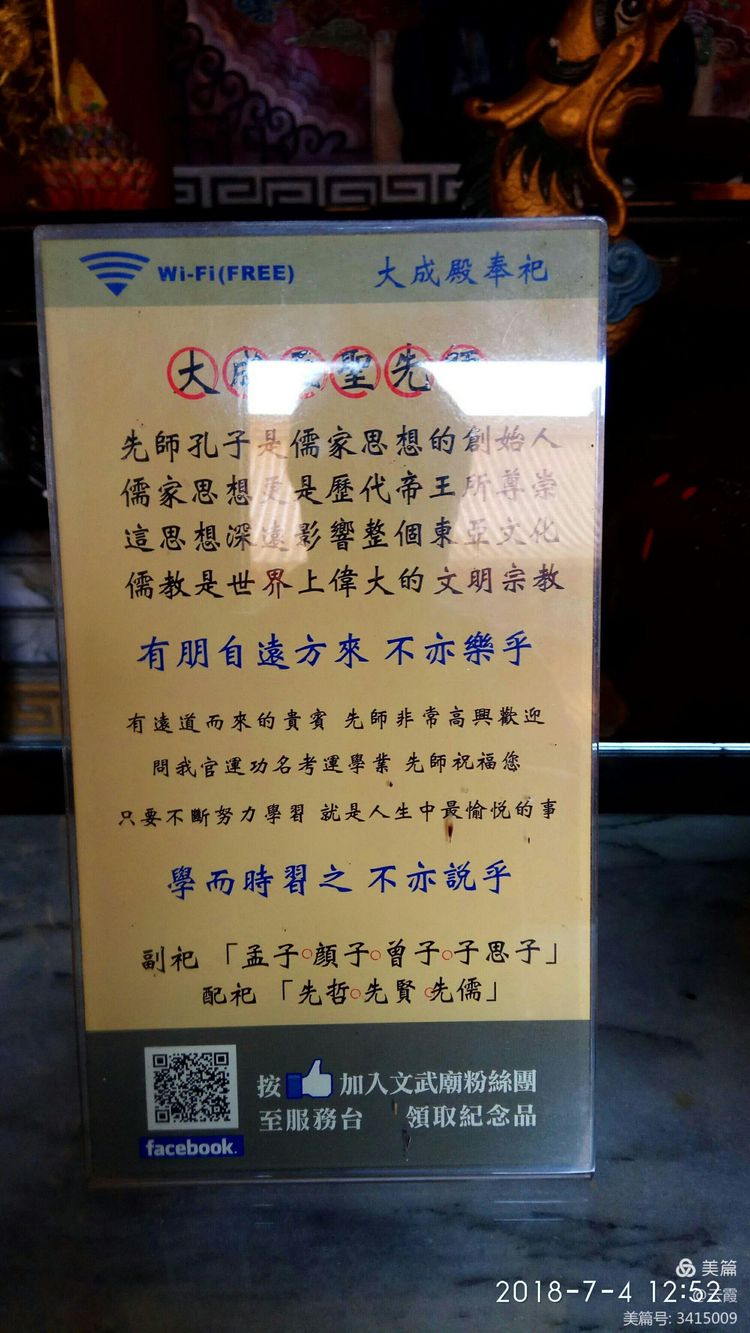 Wi-Fi(FREE) 大成殿奉祀
大成至聖先師
先師孔子是儒家思想的創始人
儒家思想更是歷代帝王所尊崇
這思想深遠影響整個東亞文化
儒教是世界上偉大的文明宗教
有朋自遠方來 不亦樂乎
有遠道而來的貴賓 先師非常高興歡迎
問我官運功名考運學業 先師祝福您
只要不斷努力學習 就是人生中最愉悅的事
學而時習之 不亦説乎
副祀「孟子。顔子。曾子。子思子」
配祀「先哲。先賢。先儒」
按 加入文武廟粉絲團
至服務台 領取紀念品
facebook.
美篇
2018-7-4 12:52
@云霞
美篇号: 3415009